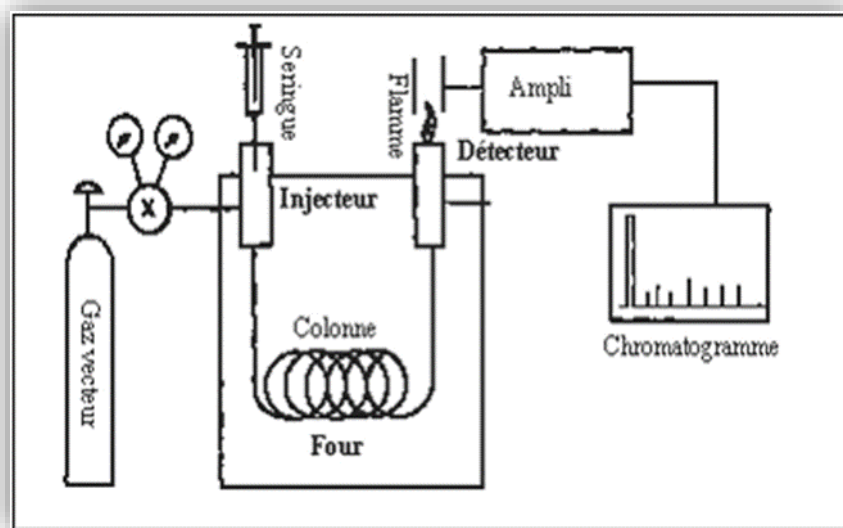 Seringue
Flamme
Ampli
Détecteur
Injecteur
X
Gaz vecteur
Colonne
Four
Chromatogramme